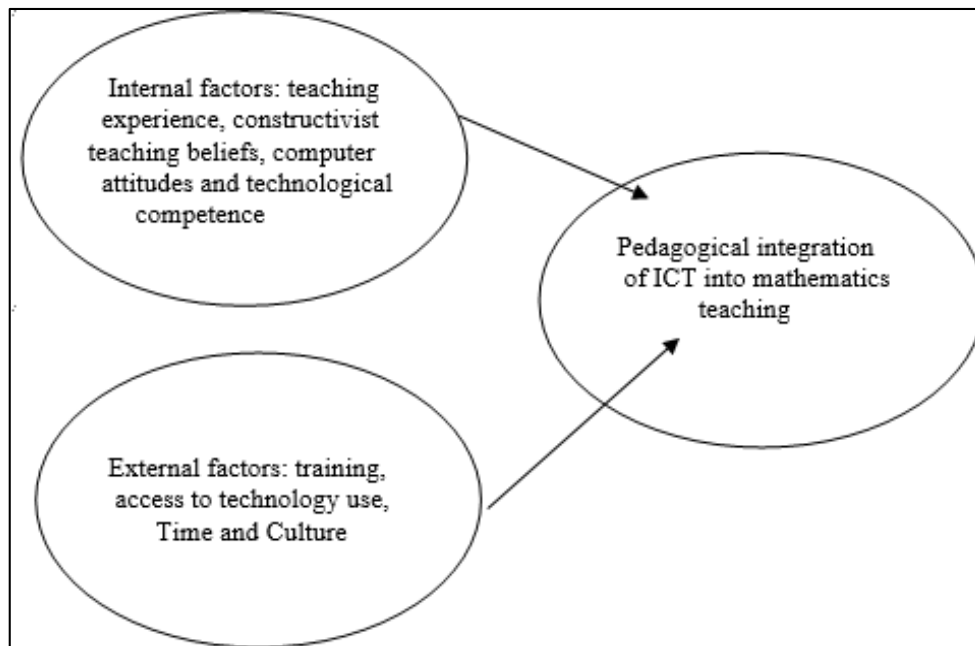 Internal factors: teaching
experience, constructivist
teaching beliefs, computer
attitudes and technological
competence
Pedagogical integration
of ICT into mathematics
teaching
External factors: training,
access to technology use,
Time and Culture